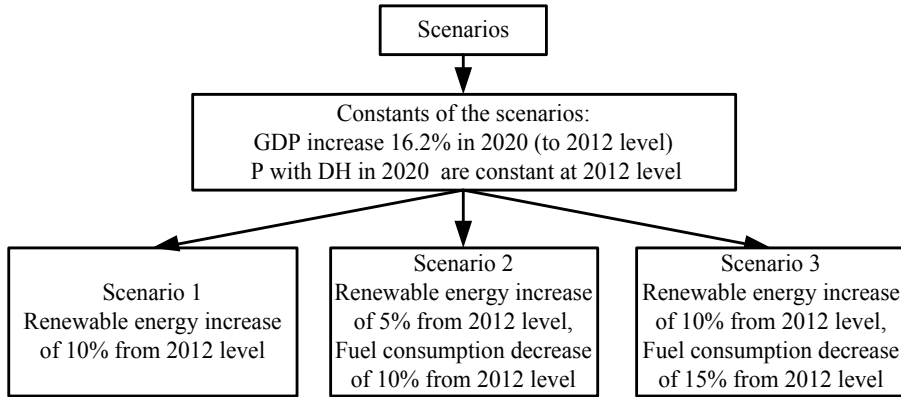 Scenarios
Constants of the scenarios:
GDP increase 16.2% in 2020 (to 2012 level)
P with DH in 2020 are constant at 2012 level
Scenario 1
Renewable energy increase
of 10% from 2012 level
Scenario 2
Renewable energy increase
of 5% from 2012 level,
Fuel consumption decrease
of 10% from 2012 level
Scenario 3
Renewable energy increase
of 10% from 2012 level,
Fuel consumption decrease
of 15% from 2012 level